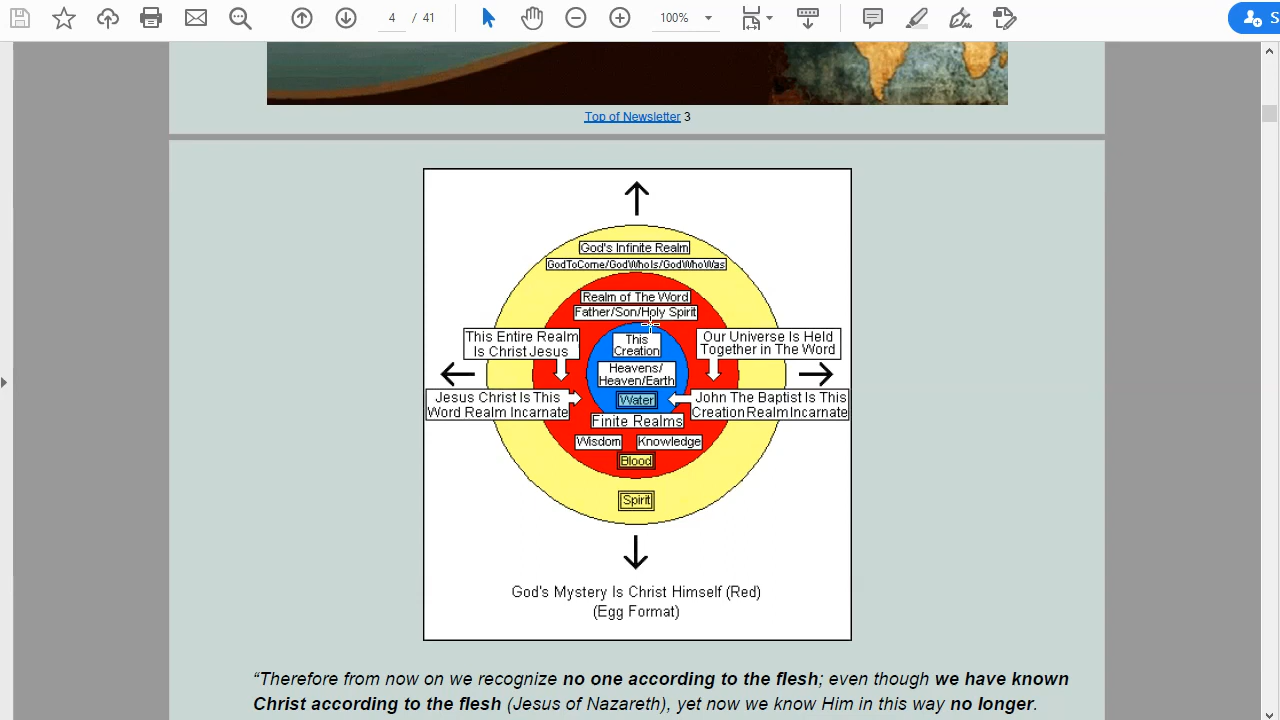 4 / 41
100%
S
Top of Newsletter 3
God's Infinite Realm
GodToCome/GodWhoIs/GodWhoWas
Realm of The Word
Father/Son/Holy Spirit
This Entire Realm
Is Christ Jesus
This
Creation
Our Universe Is Held
Together in The Word
Heavens/
Heaven/Earth
Jesus Christ Is This
Word Realm Incarnate
Water
John The Baptist Is This
Creation Realm Incarnate
Finite Realms
Wisdom
Knowledge
Blood
Spirit
God's Mystery Is Christ Himself (Red)
(Egg Format)
“Therefore from now on we recognize no one according to the flesh; even though we have known
Christ according to the flesh (Jesus of Nazareth), yet now we know Him in this way no longer.